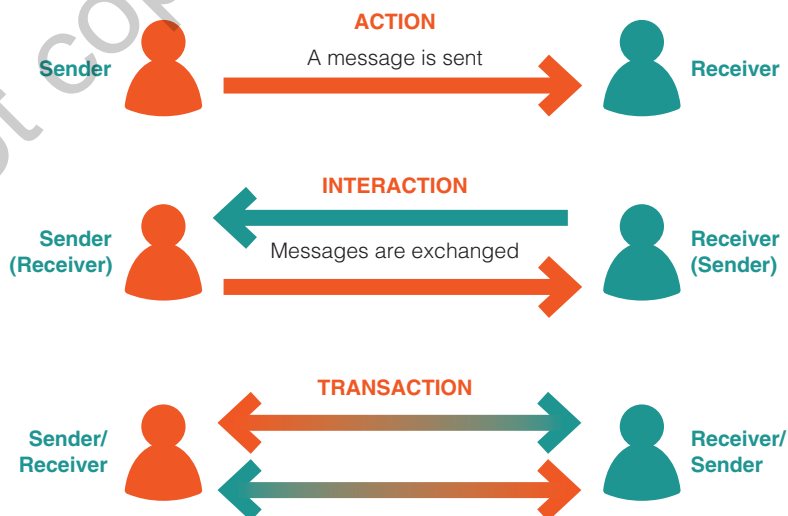 ACTION
A message is sent
Sender
Receiver
INTERACTION
Sender
(Receiver)
Messages are exchanged
Receiver
(Sender)
TRANSACTION
Sender/
Receiver
Receiver/
Sender